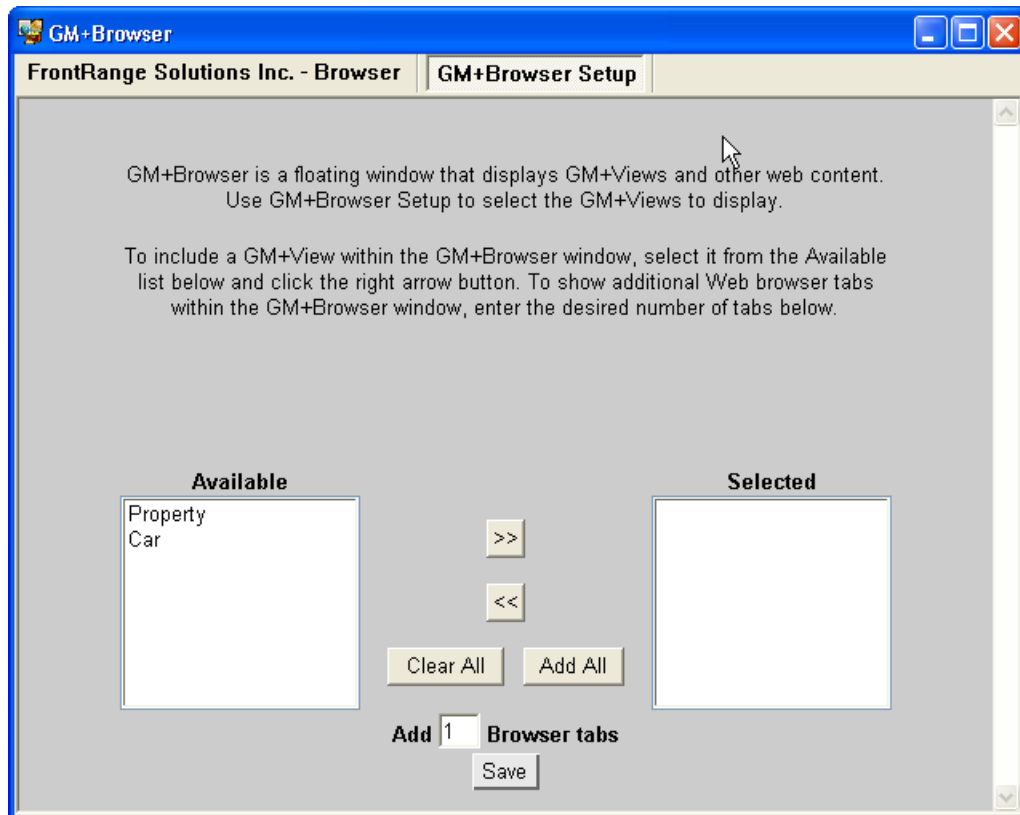 GM+Browser
FrontRange Solutions Inc. - Browser GM+Browser Setup
GM+Browser is a floating window that displays GM+Views and other web content.
Use GM+Browser Setup to select the GM+Views to display.
To include a GM+View within the GM+Browser window, select it from the Available
list below and click the right arrow button. To show additional Web browser tabs
within the GM+Browser window, enter the desired number of tabs below.
Available Selected
Property
Car
>>
<<
Clear All Add All
Add 1 Browser tabs
Save